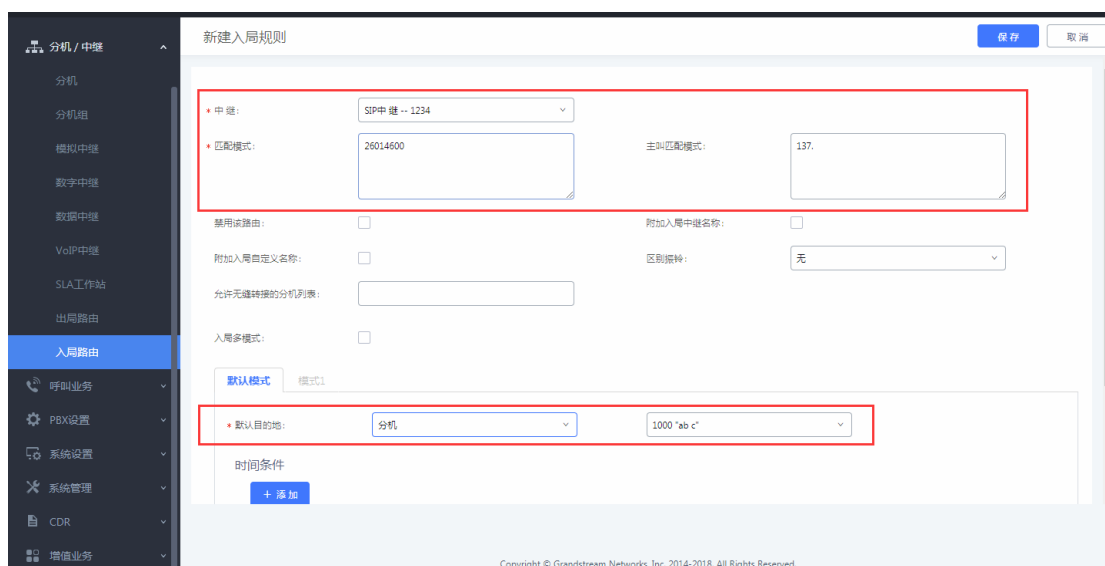 新建入局规则
保存
取消
分机 / 中继
分机
分机组
模拟中继
数字中继
数据中继
VoIP中继
SLA工作站
出局路由
入局路由
呼叫业务
PBX设置
系统设置
系统管理
CDR
增值业务
* 中继:
SIP中 继 -- 1234
* 匹配模式:
26014600
主叫匹配模式:
137.
禁用该路由:
附加入局中继名称:
附加入局自定义名称:
区别振铃:
无
允许无缝转接的分机列表:
入局多模式:
默认模式
模式1
* 默认目的地:
分机
1000 "ab c"
时间条件
+ 添加
Copyright © Grandstream Networks, Inc. 2014-2018. All Rights Reserved.